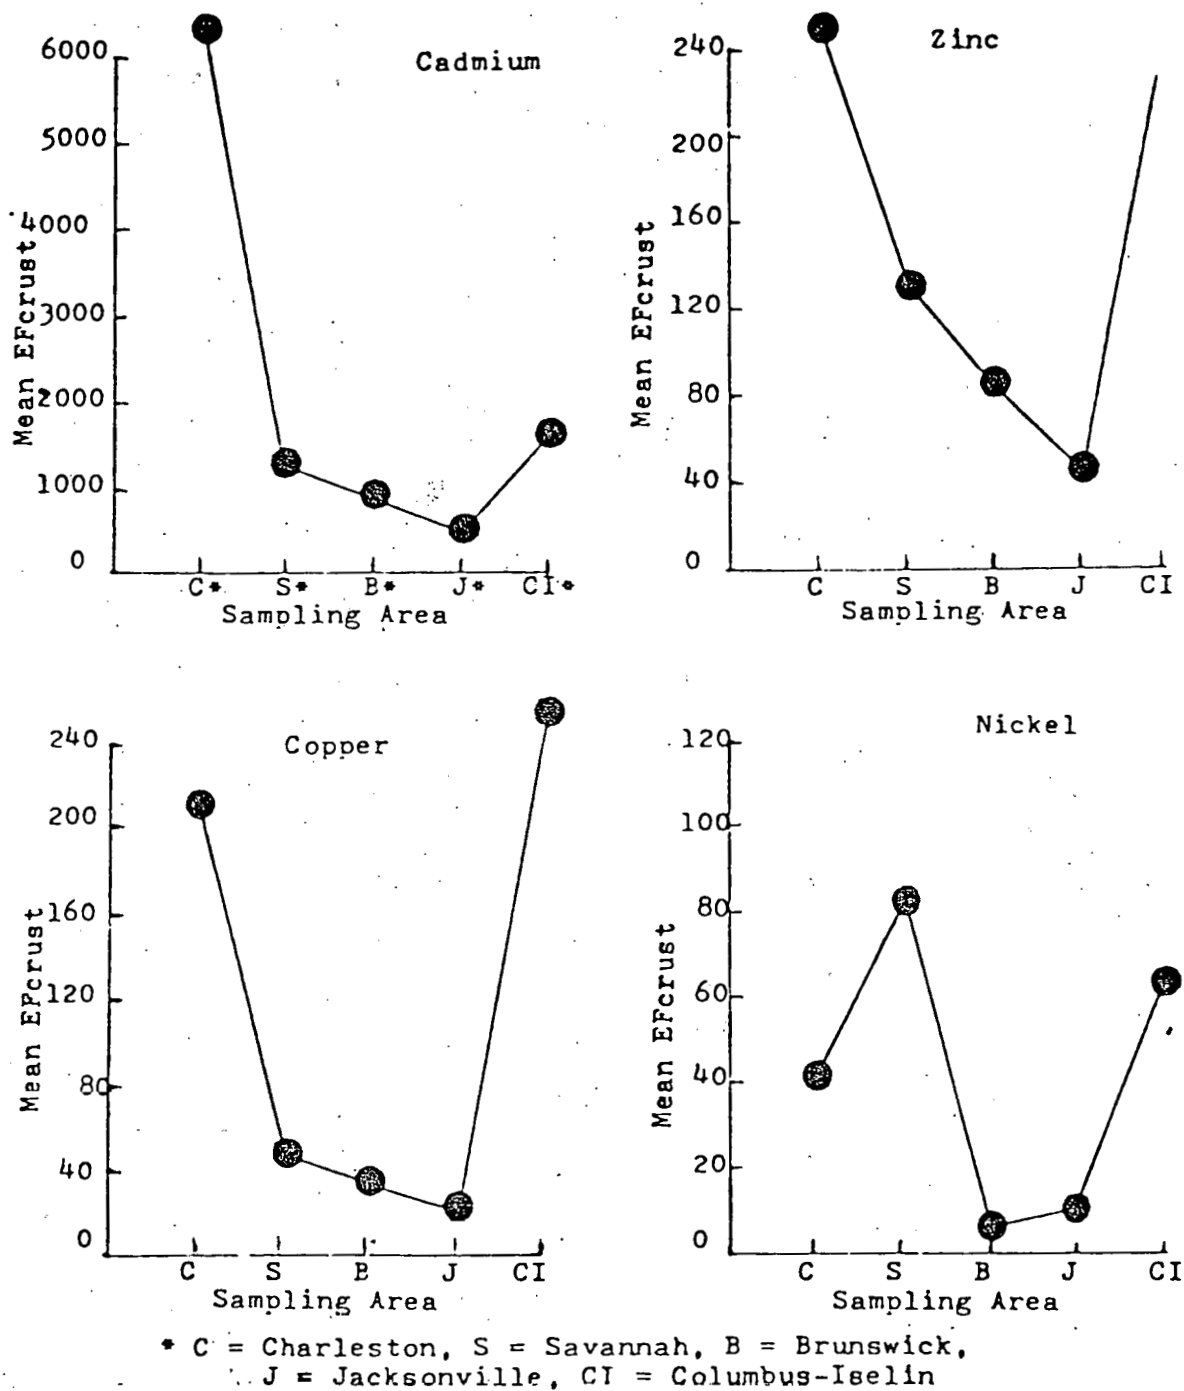 Cadmium
6000
5000
4000
3000
2000
1000
0
Mean EFcrust
C* S* B* J* CI*
Sampling Area
Zinc
240
200
160
120
80
40
0
Mean EFcrust
C S B J CI
Sampling Area
Copper
240
200
160
120
80
40
0
Mean EFcrust
C S B J CI
Sampling Area
Nickel
120
100
80
60
40
20
0
Mean EFcrust
C S B J CI
Sampling Area
* C = Charleston, S = Savannah, B = Brunswick,
J = Jacksonville, CI = Columbus-Iselin